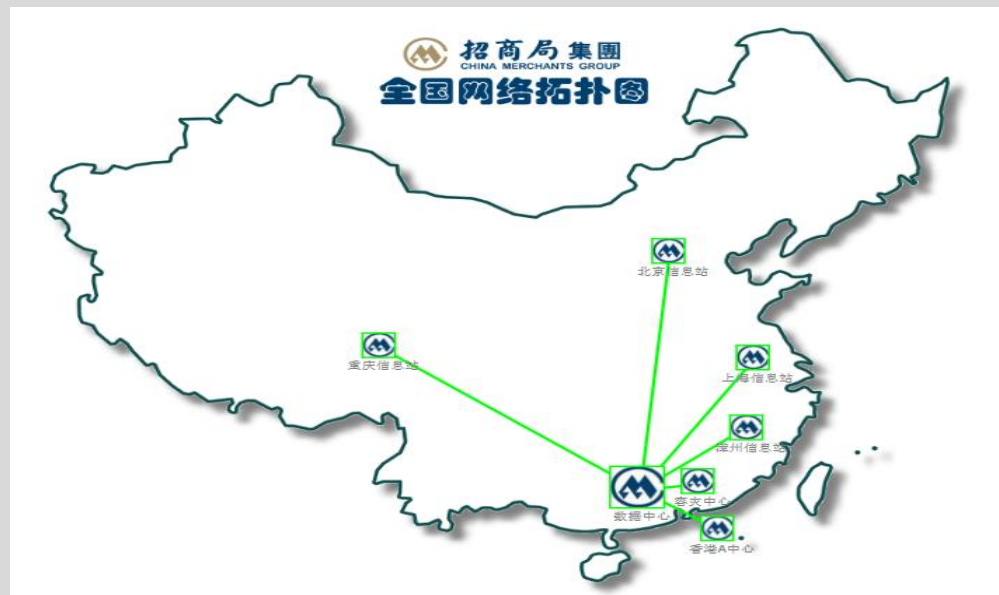 招商局集團
CHINA MERCHANTS GROUP
全国网络拓扑图
北京信息站
重庆信息站
上海信息站
漳州信息站
容灾中心
数据中心
香港A中心